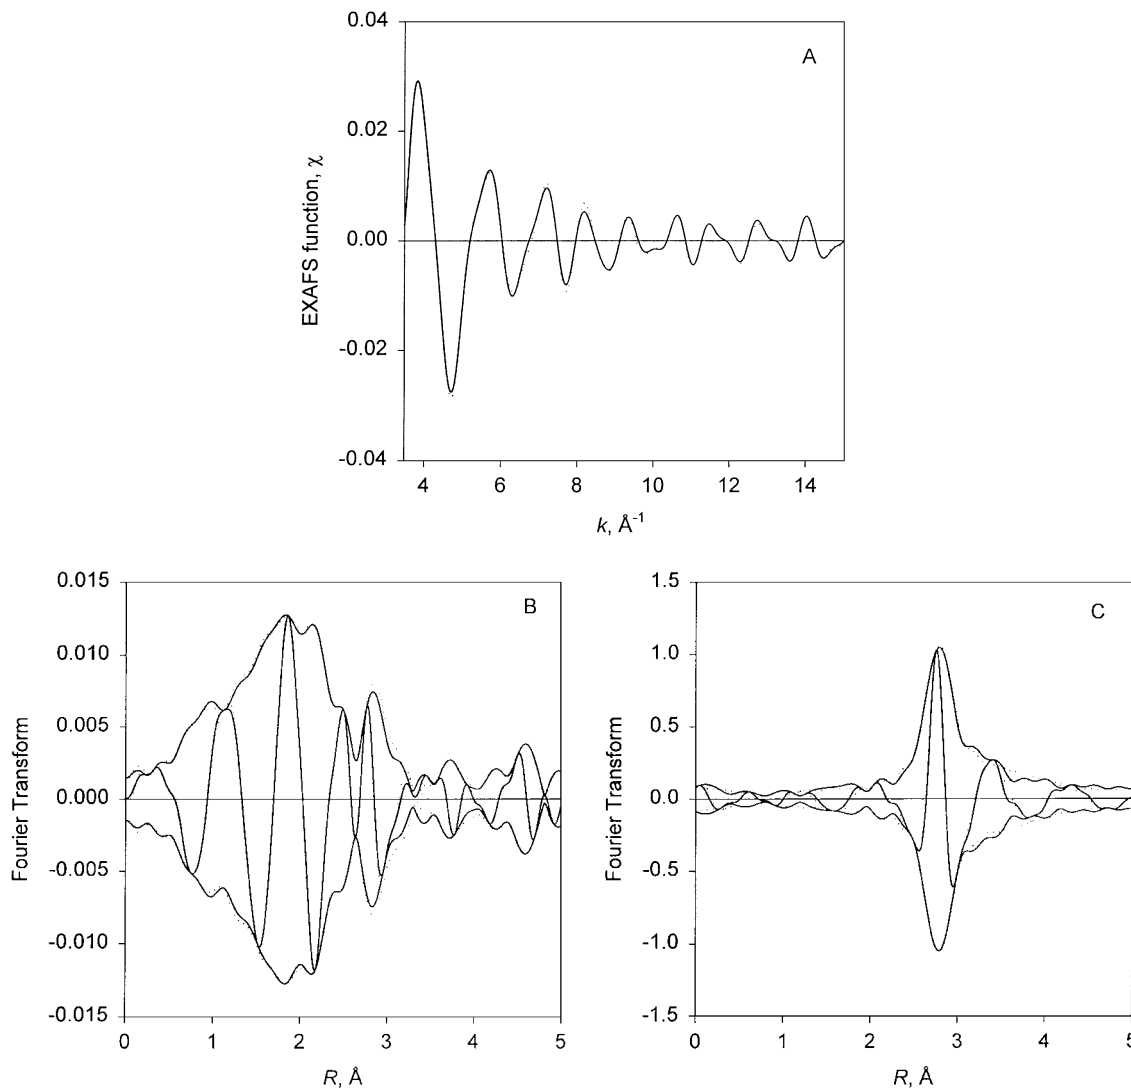 0.04
A
0.02
0.00
-0.02
-0.04
EXAFS function, χ
4 6 8 10 12 14
k, Å-1
0.015
B
0.010
0.005
0.000
-0.005
-0.010
-0.015
Fourier Transform
0 1 2 3 4 5
R, Å
1.5
C
1.0
0.5
0.0
-0.5
-1.0
-1.5
Fourier Transform
0 1 2 3 4 5
R, Å